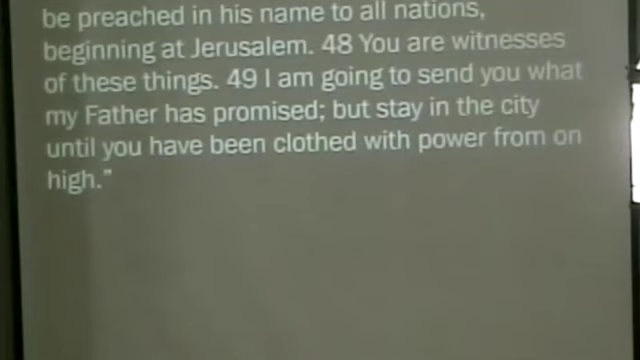 be preached in his name to all nations,
beginning at Jerusalem. 48 You are witnesses
of these things. 49 I am going to send you what
my Father has promised; but stay in the city
until you have been clothed with power from on
high."